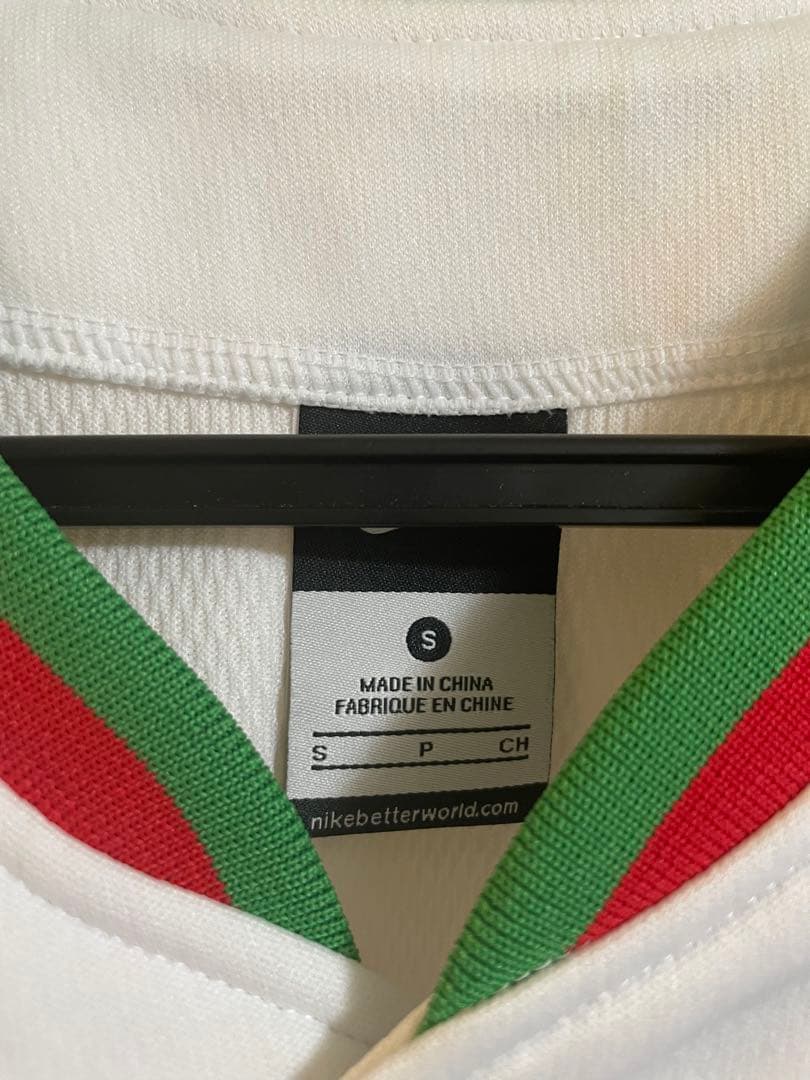 S
MADE IN CHINA
FABRIQUE EN CHINE
S P CH
nikebetterworld.com